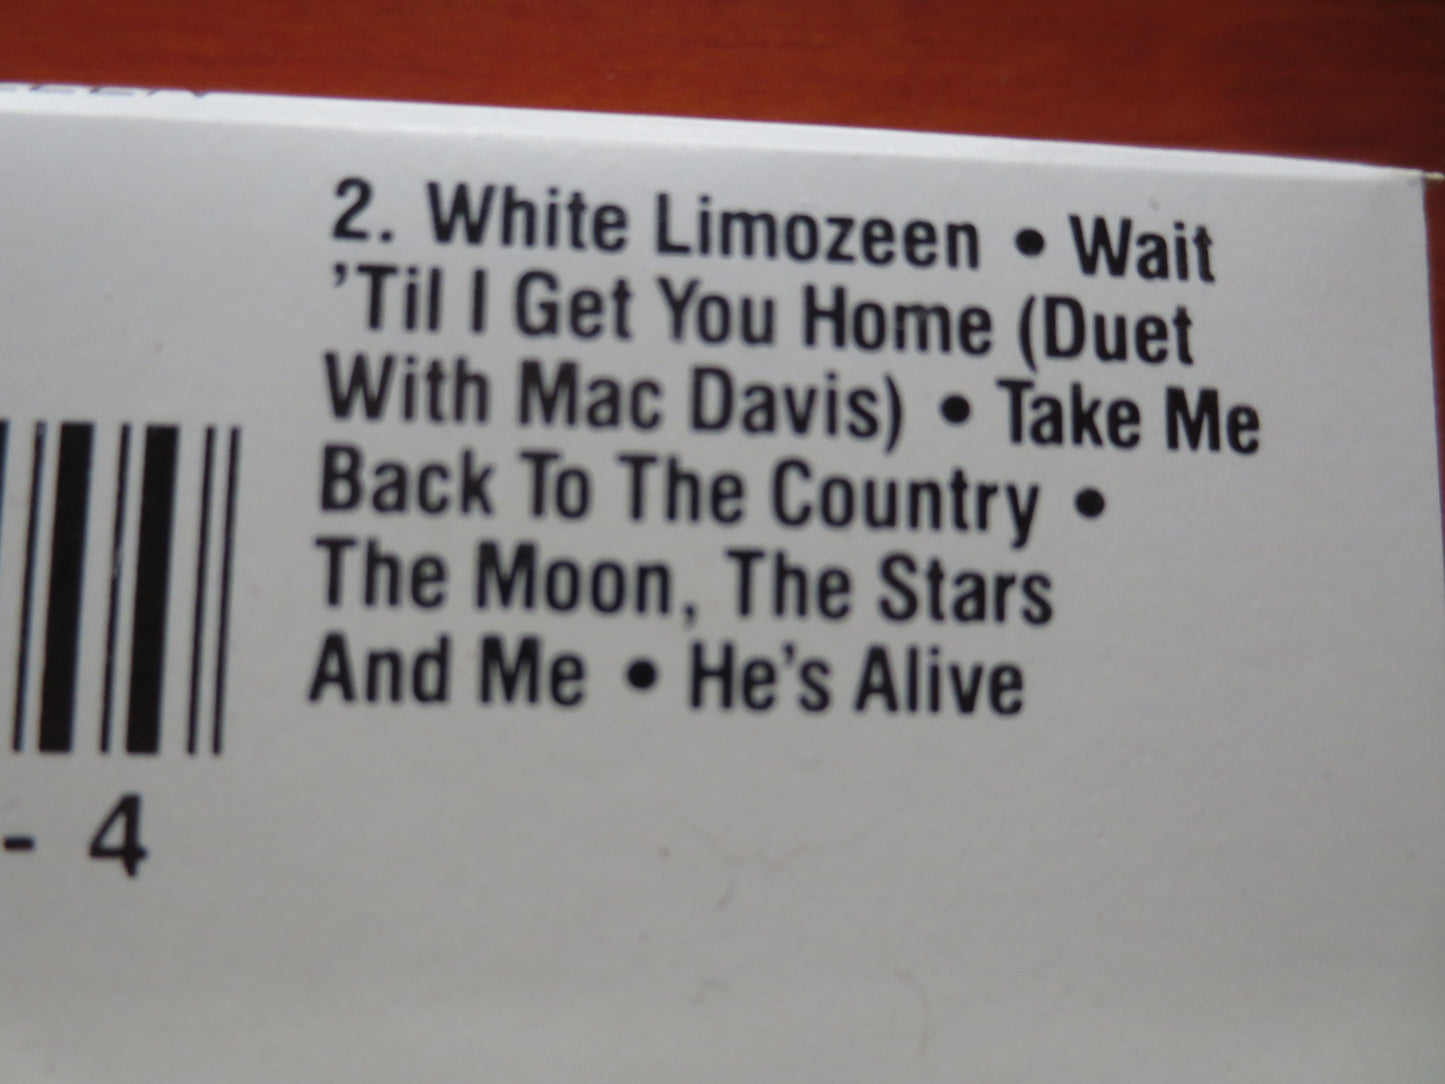 2. White Limozeen • Wait
’Til I Get You Home (Duet
With Mac Davis) • Take Me
Back To The Country •
The Moon, The Stars
And Me • He’s Alive
- 4